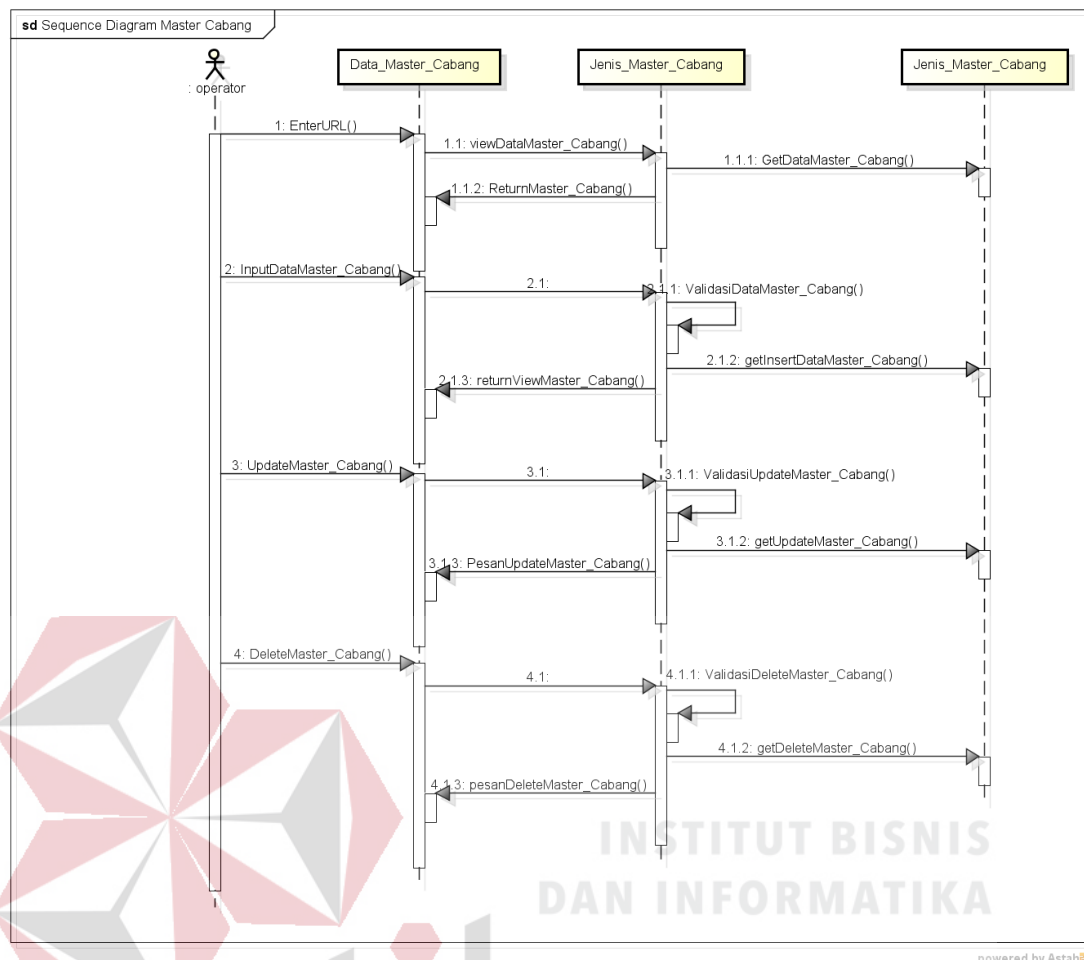 sd Sequence Diagram Master Cabang
: operator
Data_Master_Cabang
Jenis_Master_Cabang
Jenis_Master_Cabang
1: EnterURL()
1.1: viewDataMaster_Cabang()
1.1.1: GetDataMaster_Cabang()
1.1.2: ReturnMaster_Cabang()
2: InputDataMaster_Cabang()
2.1:
2.1.1: ValidasiDataMaster_Cabang()
2.1.2: getInsertDataMaster_Cabang()
2.1.3: returnViewMaster_Cabang()
3: UpdateMaster_Cabang()
3.1:
3.1.1: ValidasiUpdateMaster_Cabang()
3.1.2: getUpdateMaster_Cabang()
3.1.3: PesanUpdateMaster_Cabang()
4: DeleteMaster_Cabang()
4.1:
4.1.1: ValidasiDeleteMaster_Cabang()
4.1.2: getDeleteMaster_Cabang()
4.1.3: pesanDeleteMaster_Cabang()
INSTITUT BISNIS
DAN INFORMATIKA
powered by Astah